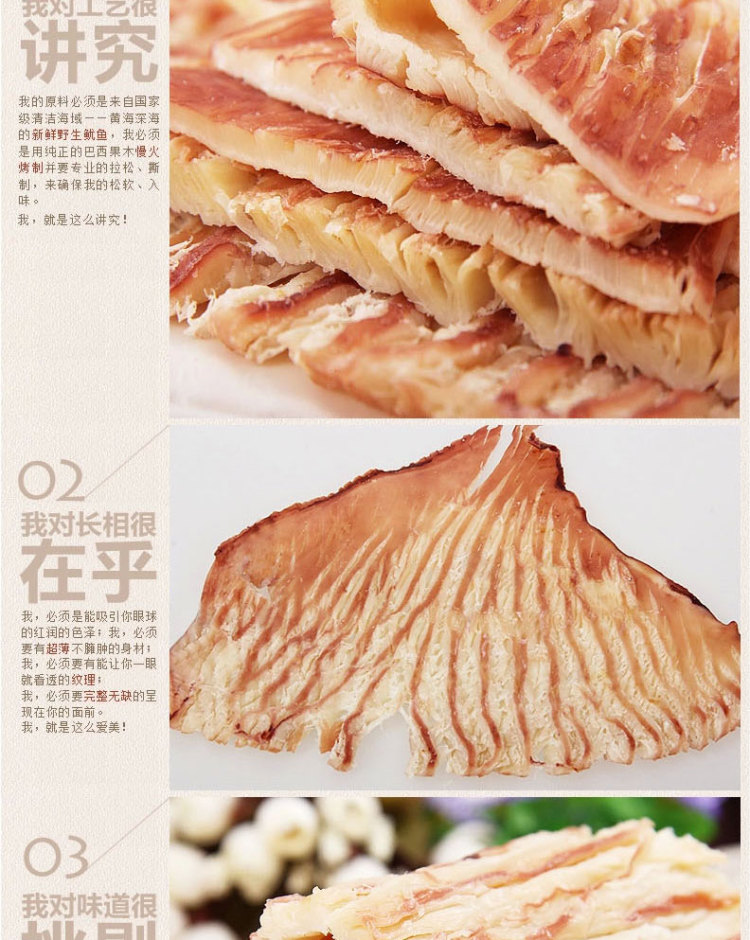 我对工艺很
讲究
我的原料必须是来自国家
级清洁海域——黄海深海
的新鲜野生鱿鱼，我必须
是用纯正的巴西果木慢火
烤制并要专业的拉松、撕
制，来确保我的松软、入
味。
我，就是这么讲究！
02
我对长相很
在乎
我，必须是能吸引你眼球
的红润的色泽；我，必须
要有超薄不臃肿的身材；
我，必须要有能让你一眼
就看透的纹理；
我，必须要完整无缺的呈
现在你的面前。
我，就是这么爱美！
03
我对味道很
挑剔